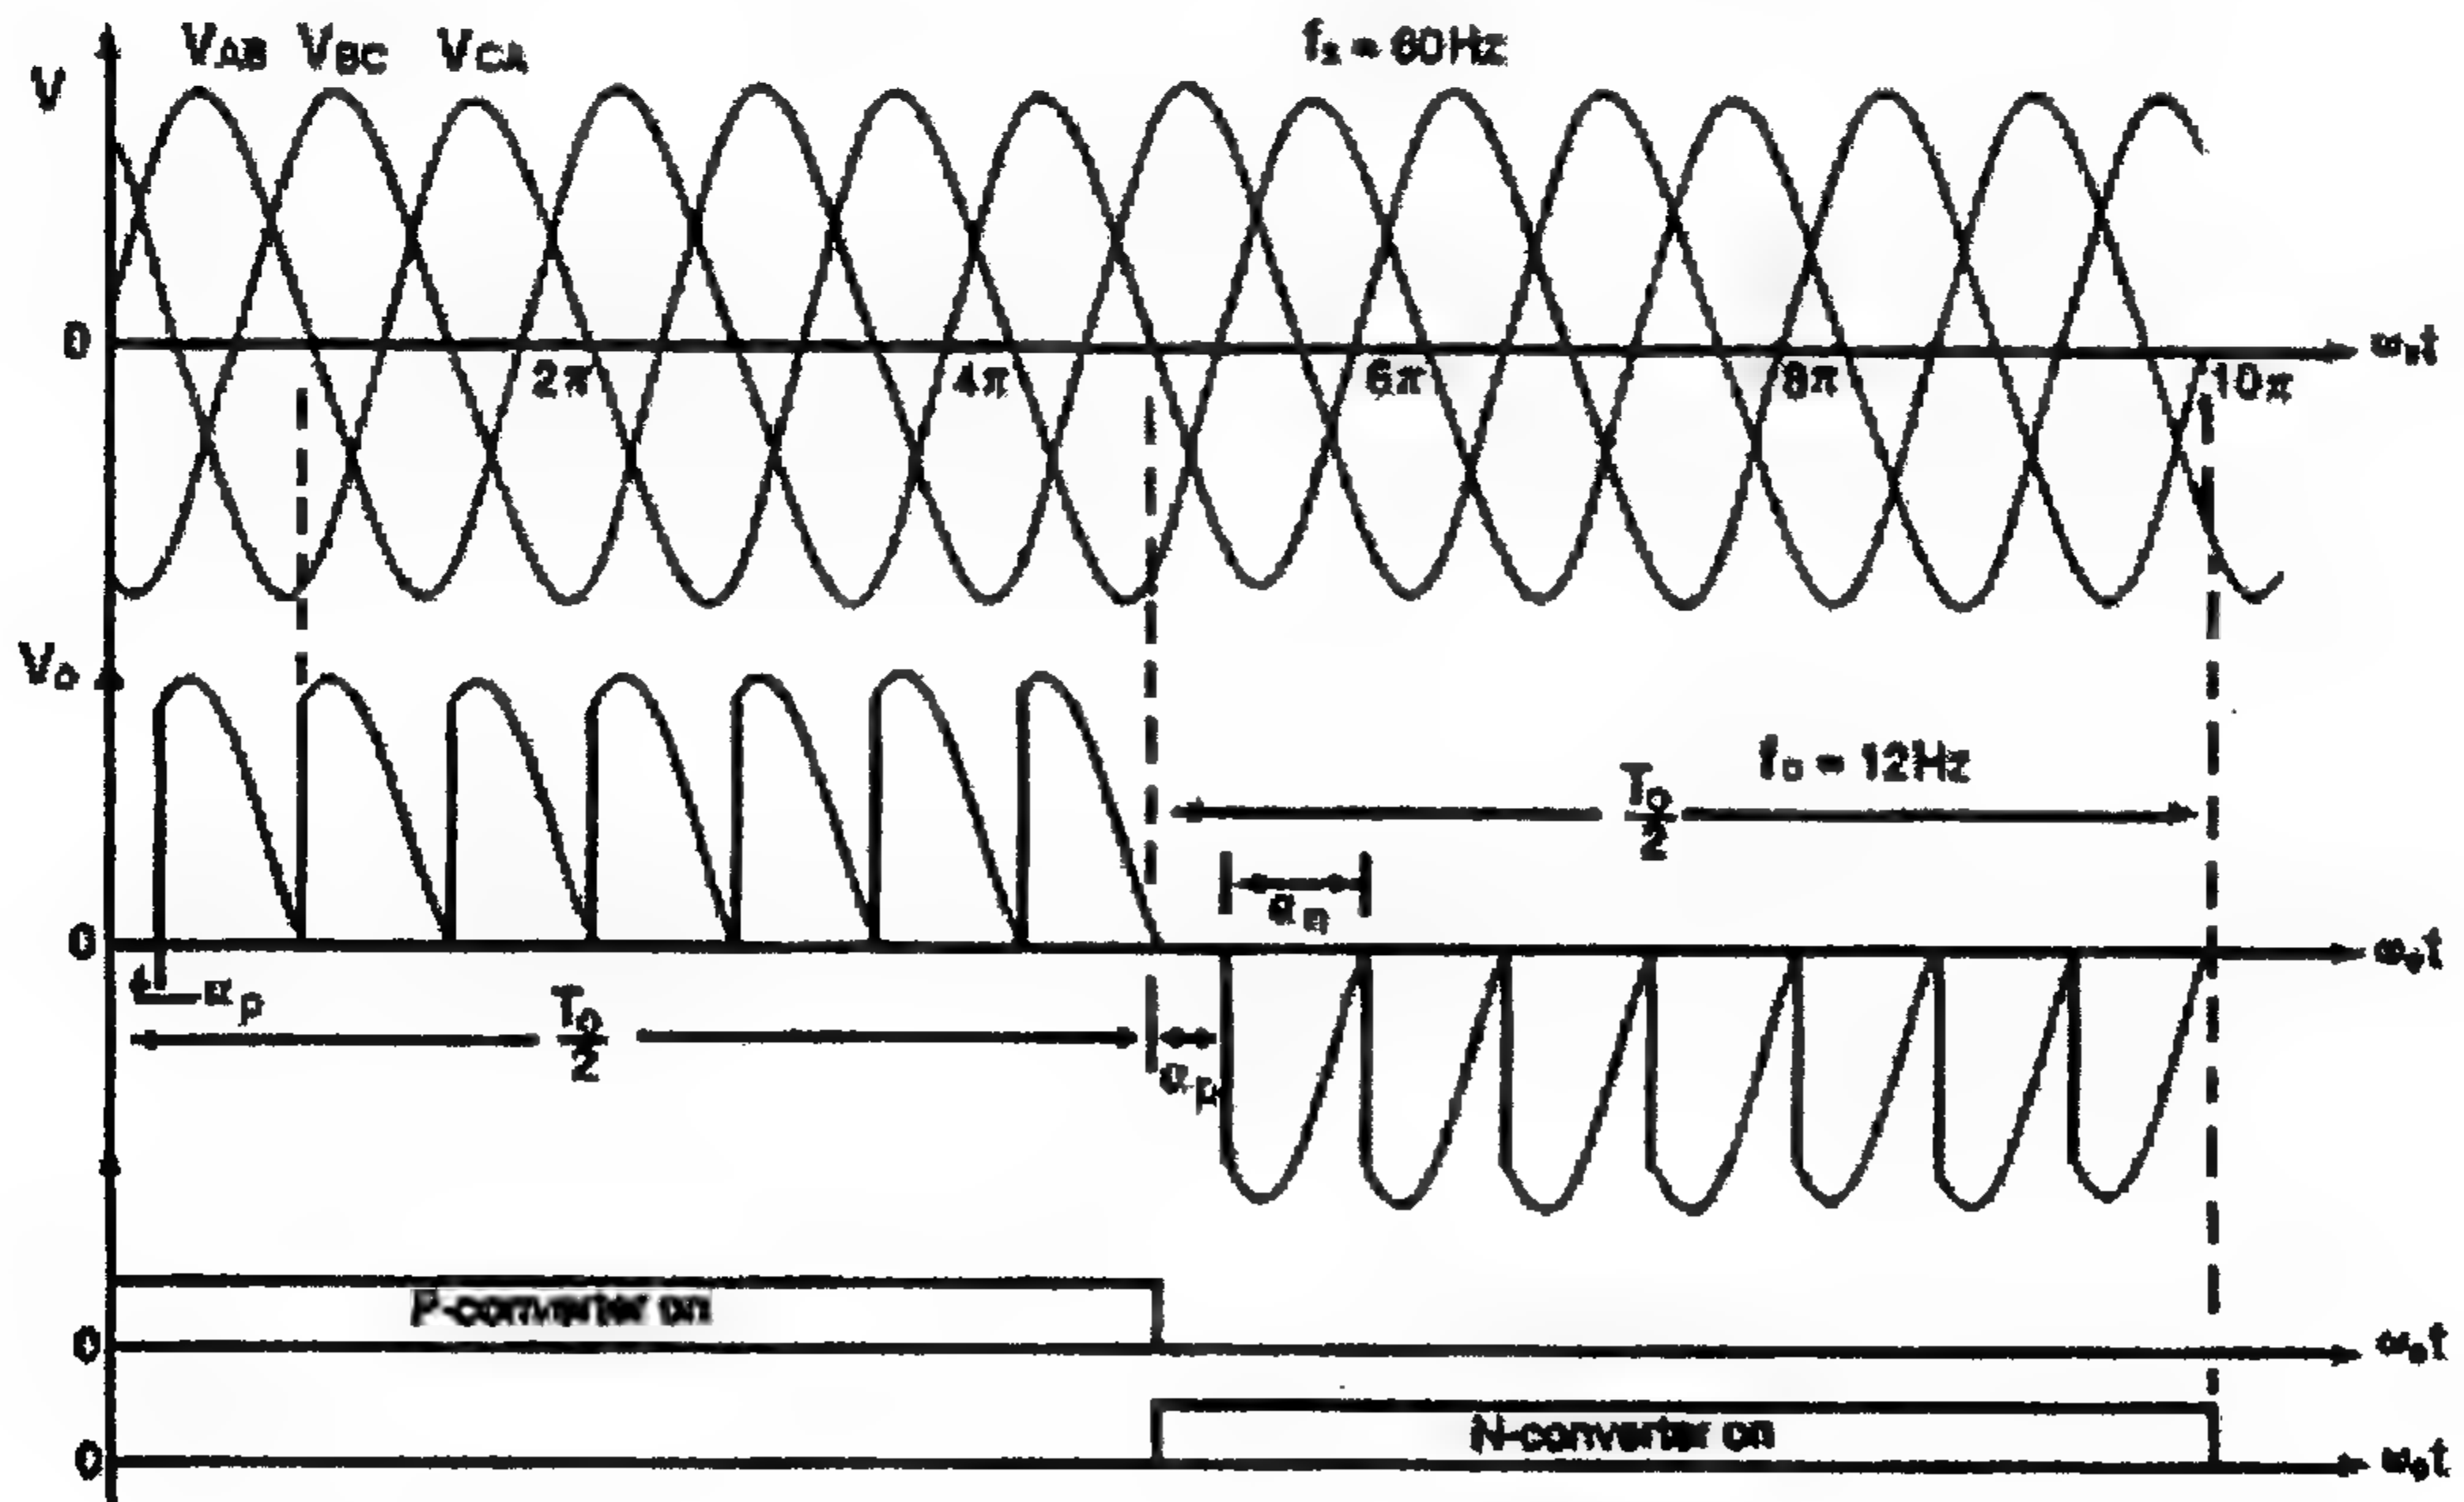 V_AB V_BC V_CA
f_s = 60Hz
V
0
2π 4π 6π 8π 10π
ω_s t
V_o
f_o = 12Hz
T_o/2
α_n
0
ω_o t
α_p
T_o/2
α_p
P-converter on
0
ω_o t
N-converter on
0
ω_o t